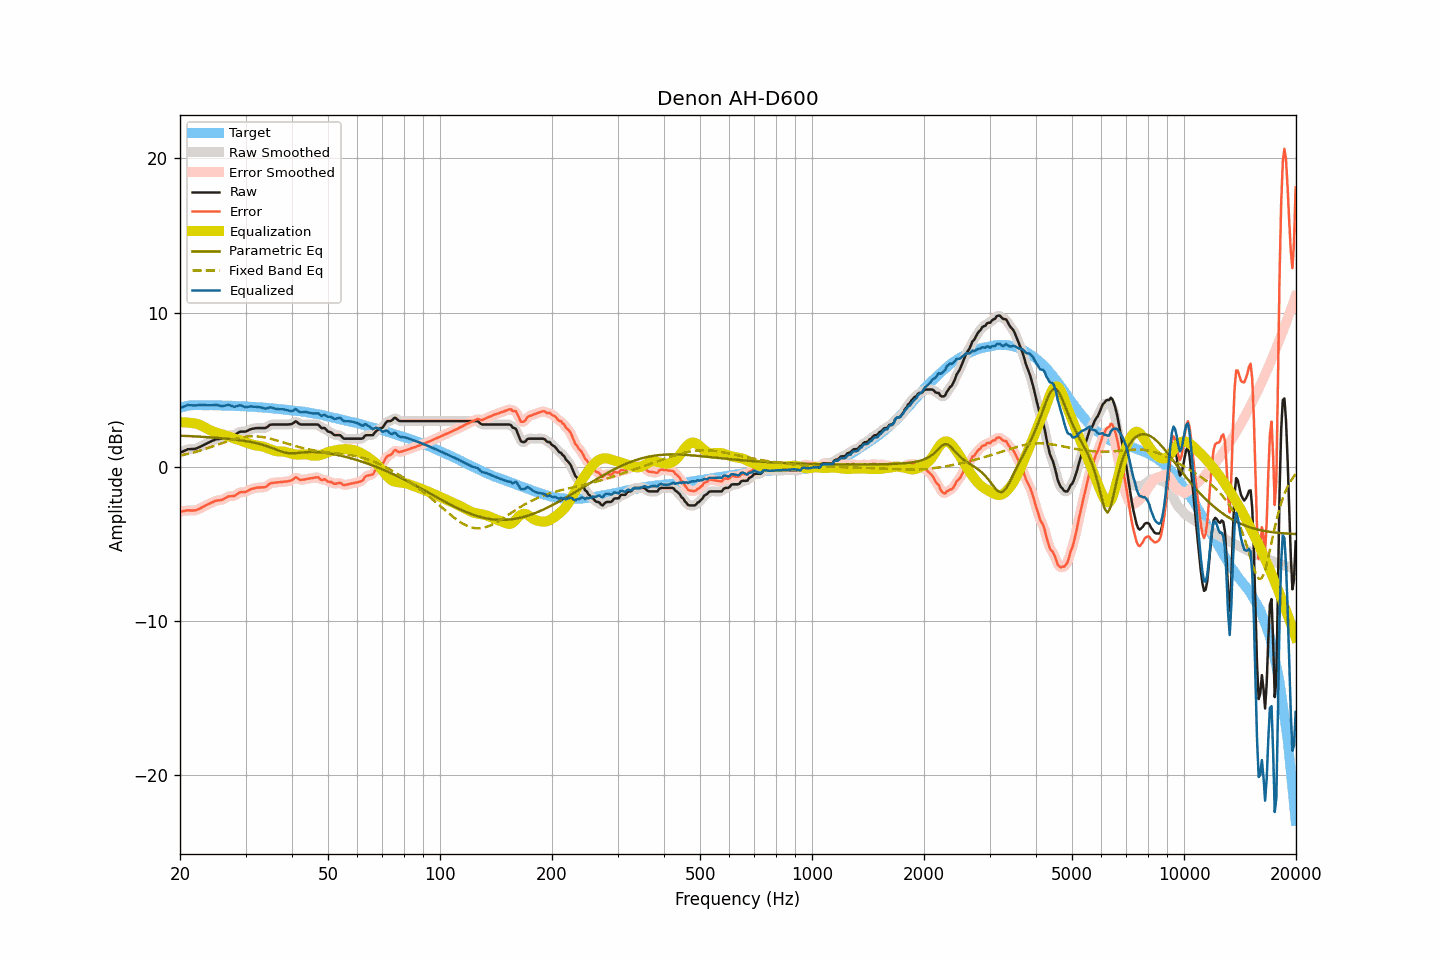 Denon AH-D600
Target
Raw Smoothed
Error Smoothed
Raw
Error
Equalization
Parametric Eq
Fixed Band Eq
Equalized
20
10
0
−10
−20
Amplitude (dBr)
20 50 100 200 500 1000 2000 5000 10000 20000
Frequency (Hz)